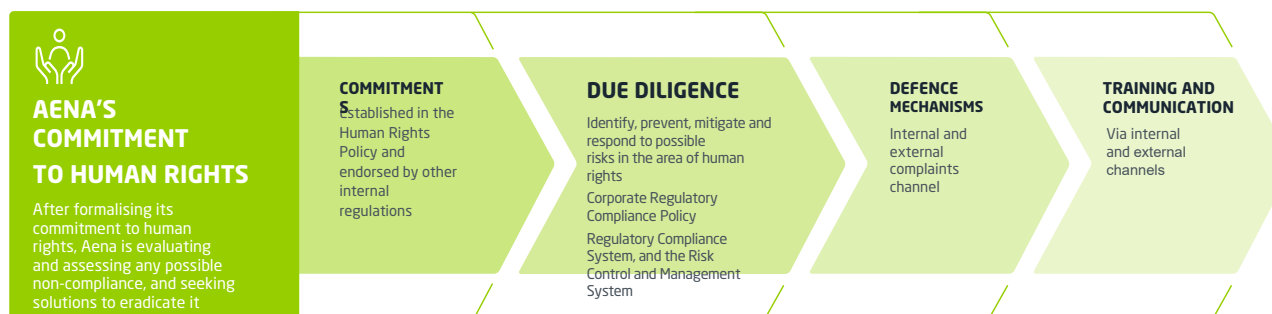 AENA'S
COMMITMENT
TO HUMAN RIGHTS
After formalising its
commitment to human
rights, Aena is evaluating
and assessing any possible
non-compliance, and seeking
solutions to eradicate it
COMMITMENT
S
Established in the
Human Rights
Policy and
endorsed by other
internal
regulations
DUE DILIGENCE
Identify, prevent, mitigate and
respond to possible
risks in the area of human
rights
Corporate Regulatory
Compliance Policy
Regulatory Compliance
System, and the Risk
Control and Management
System
DEFENCE
MECHANISMS
Internal and
external
complaints
channel
TRAINING AND
COMMUNICATION
Via internal
and external
channels